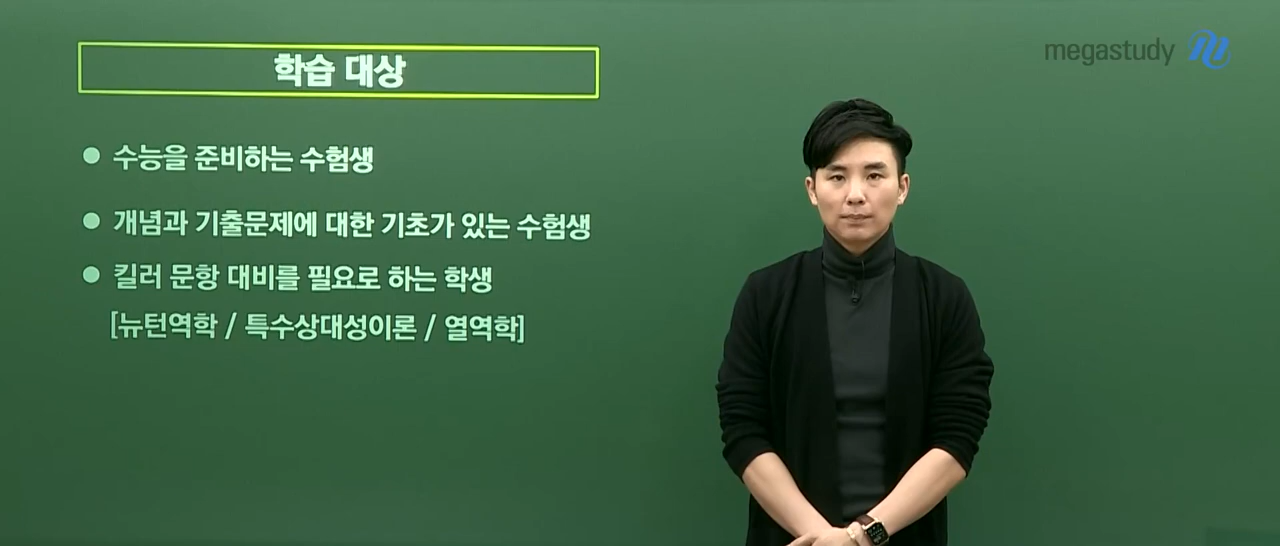 학습 대상
megastudy
● 수능을 준비하는 수험생
● 개념과 기출문제에 대한 기초가 있는 수험생
● 킬러 문항 대비를 필요로 하는 학생
[뉴턴역학 / 특수상대성이론 / 열역학]